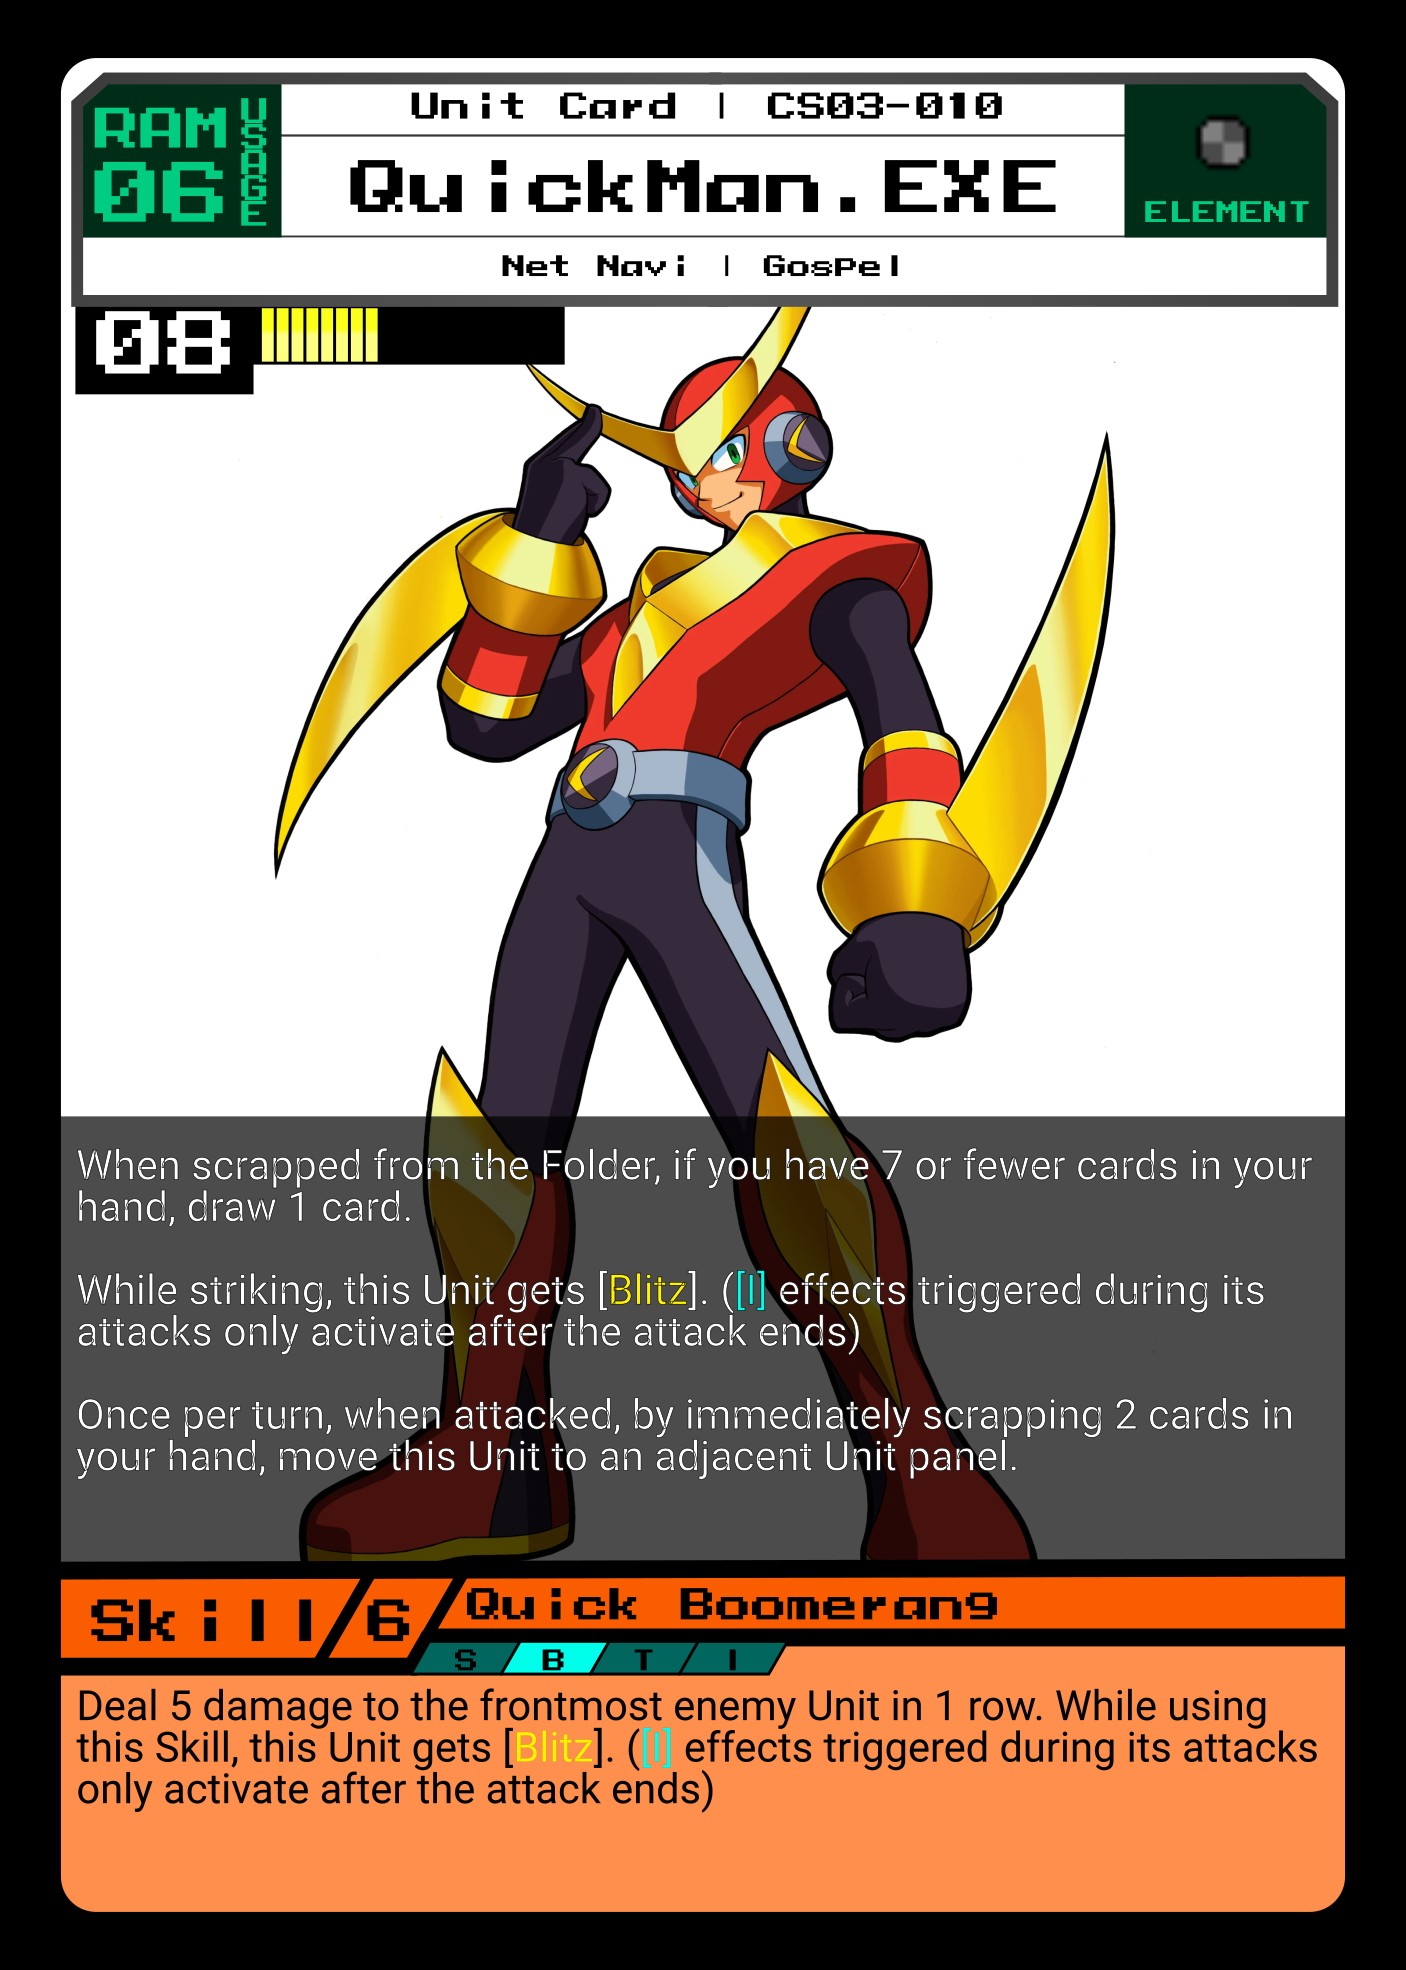 RAM
06
USAGE
Unit Card | CS03-010
QuickMan.EXE
ELEMENT
Net Navi | Gospel
08
When scrapped from the Folder, if you have 7 or fewer cards in your
hand, draw 1 card.
While striking, this Unit gets [Blitz]. ([I] effects triggered during its
attacks only activate after the attack ends)
Once per turn, when attacked, by immediately scrapping 2 cards in
your hand, move this Unit to an adjacent Unit panel.
Skill/6
Quick Boomerang
S B T I
Deal 5 damage to the frontmost enemy Unit in 1 row. While using
this Skill, this Unit gets [Blitz]. ([I] effects triggered during its attacks
only activate after the attack ends)